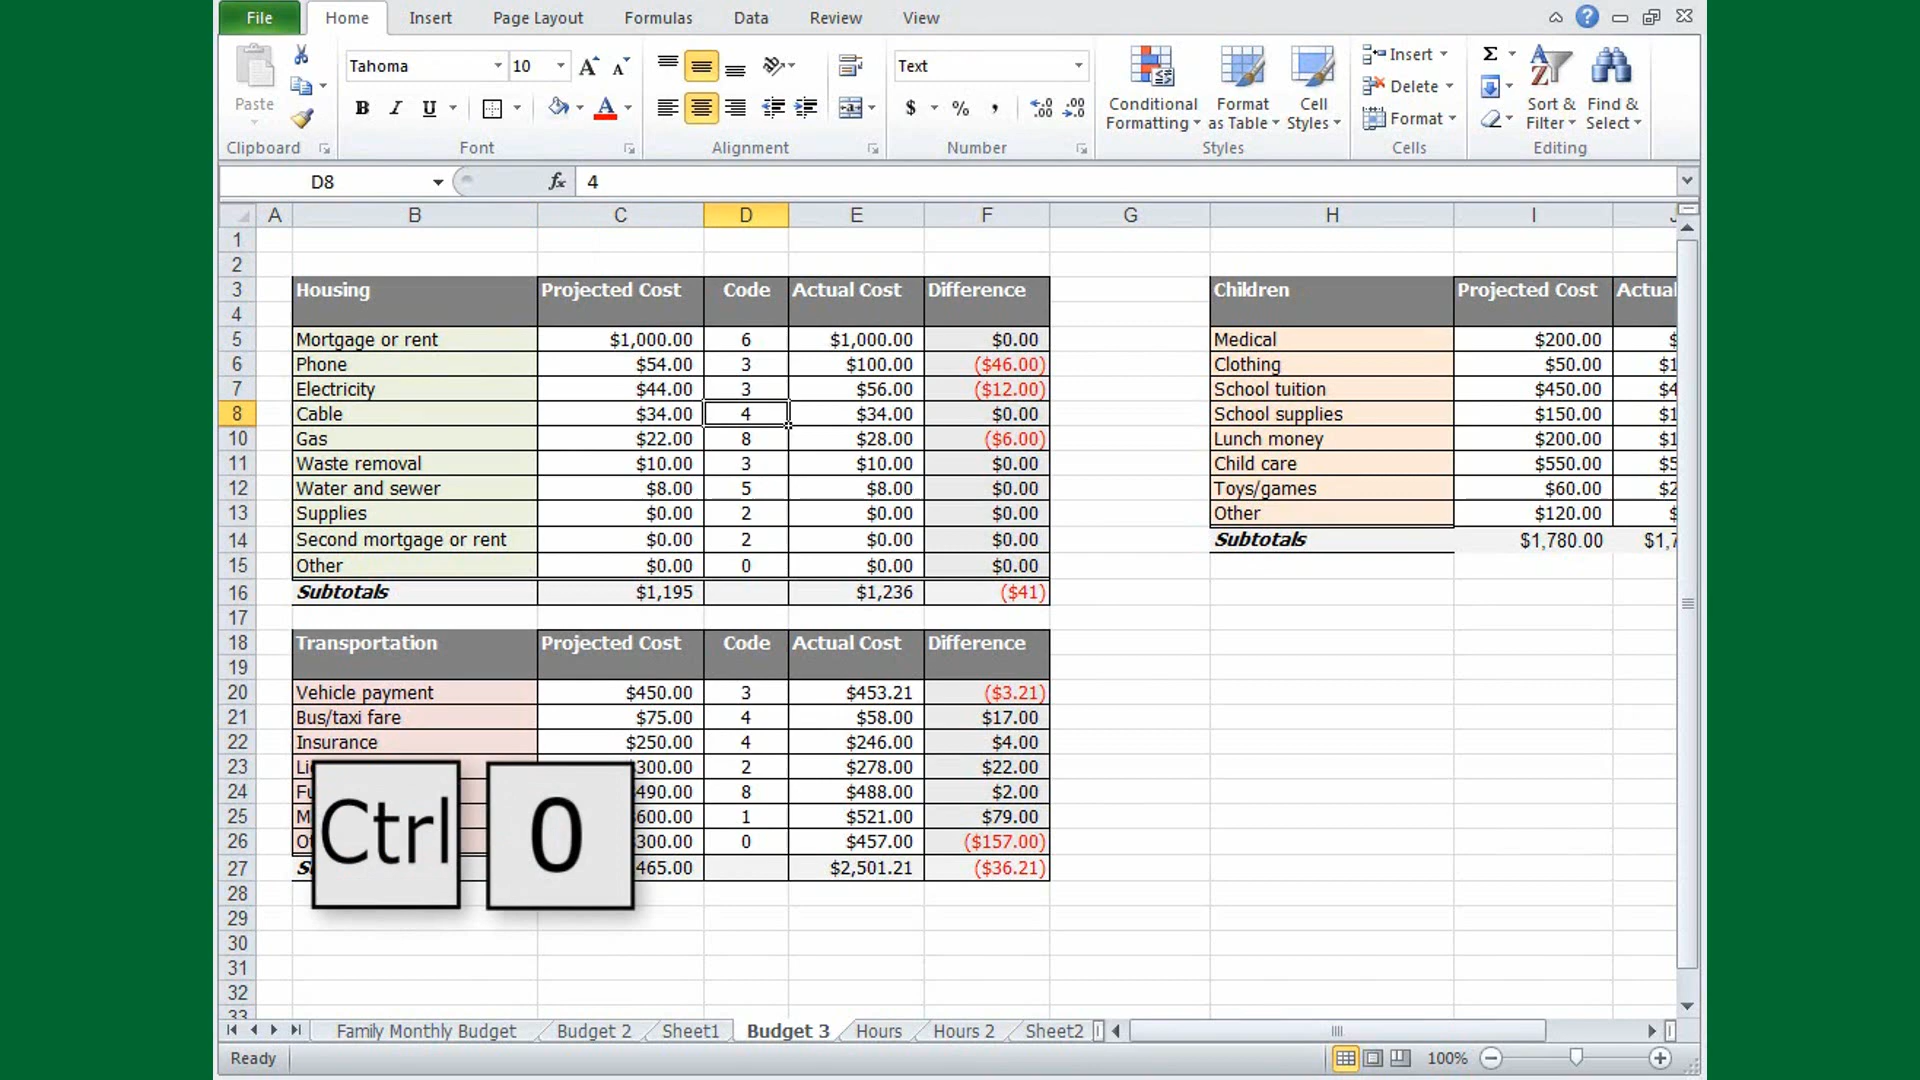 File Home Insert Page Layout Formulas Data Review View
Tahoma 10 Text Insert Σ
Paste Delete
B I U A $ % , Conditional Format Cell Sort & Find &
Formatting as Table Styles Format Filter Select
Clipboard Font Alignment Number Styles Cells Editing
D8 fx 4
A B C D E F G H I
1
2
3 Housing Projected Cost Code Actual Cost Difference Children Projected Cost Actual
4
5 Mortgage or rent $1,000.00 6 $1,000.00 $0.00 Medical $200.00 $
6 Phone $54.00 3 $100.00 ($46.00) Clothing $50.00 $1
7 Electricity $44.00 3 $56.00 ($12.00) School tuition $450.00 $4
8 Cable $34.00 4 $34.00 $0.00 School supplies $150.00 $1
10 Gas $22.00 8 $28.00 ($6.00) Lunch money $200.00 $1
11 Waste removal $10.00 3 $10.00 $0.00 Child care $550.00 $5
12 Water and sewer $8.00 5 $8.00 $0.00 Toys/games $60.00 $2
13 Supplies $0.00 2 $0.00 $0.00 Other $120.00 $
14 Second mortgage or rent $0.00 2 $0.00 $0.00 Subtotals $1,780.00 $1,7
15 Other $0.00 0 $0.00 $0.00
16 Subtotals $1,195 $1,236 ($41)
17
18 Transportation Projected Cost Code Actual Cost Difference
19
20 Vehicle payment $450.00 3 $453.21 ($3.21)
21 Bus/taxi fare $75.00 4 $58.00 $17.00
22 Insurance $250.00 4 $246.00 $4.00
23 Li 300.00 2 $278.00 $22.00
24 Fu 490.00 8 $488.00 $2.00
25 M 600.00 1 $521.00 $79.00
26 Ot 300.00 0 $457.00 ($157.00)
27 S 465.00 $2,501.21 ($36.21)
Ctrl 0
28
29
30
31
32
33
Family Monthly Budget Budget 2 Sheet1 Budget 3 Hours Hours 2 Sheet2
Ready 100%